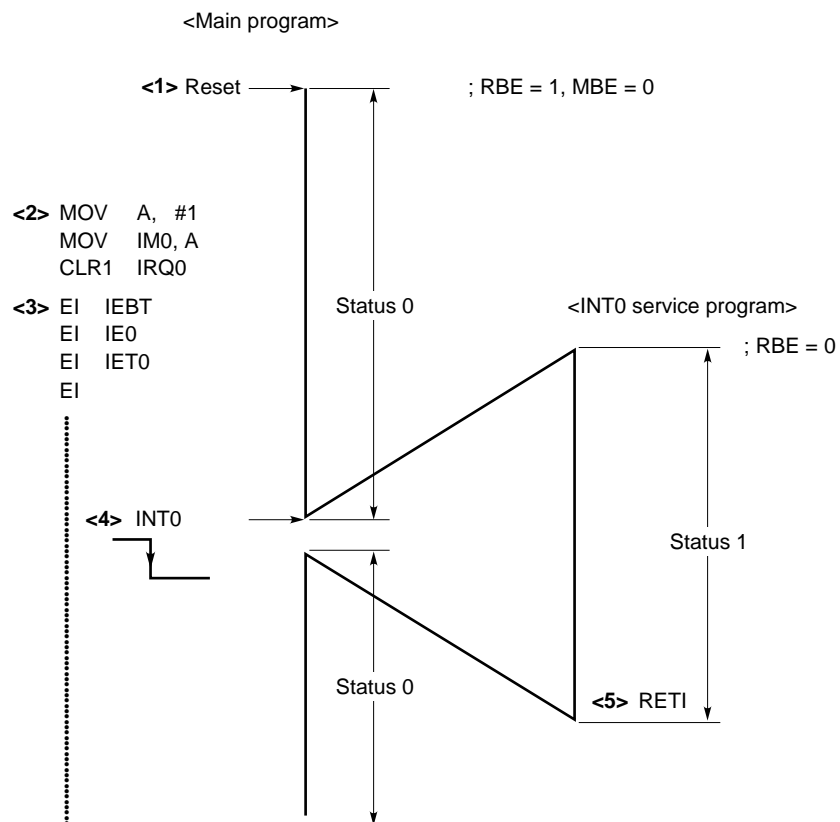 <Main program>
<1> Reset ; RBE = 1, MBE = 0
<2> MOV A, #1
MOV IM0, A
CLR1 IRQ0
<3> EI IEBT Status 0 <INT0 service program>
EI IE0 ; RBE = 0
EI IET0
EI
<4> INT0
Status 1
Status 0 <5> RETI